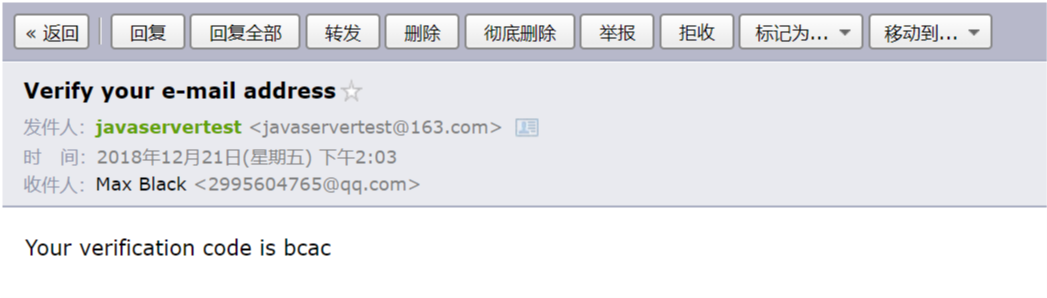 « 返回 回复 回复全部 转发 删除 彻底删除 举报 拒收 标记为... 移动到...
Verify your e-mail address
发件人: javaservertest <javaservertest@163.com>
时 间: 2018年12月21日(星期五) 下午2:03
收件人: Max Black <2995604765@qq.com>
Your verification code is bcac